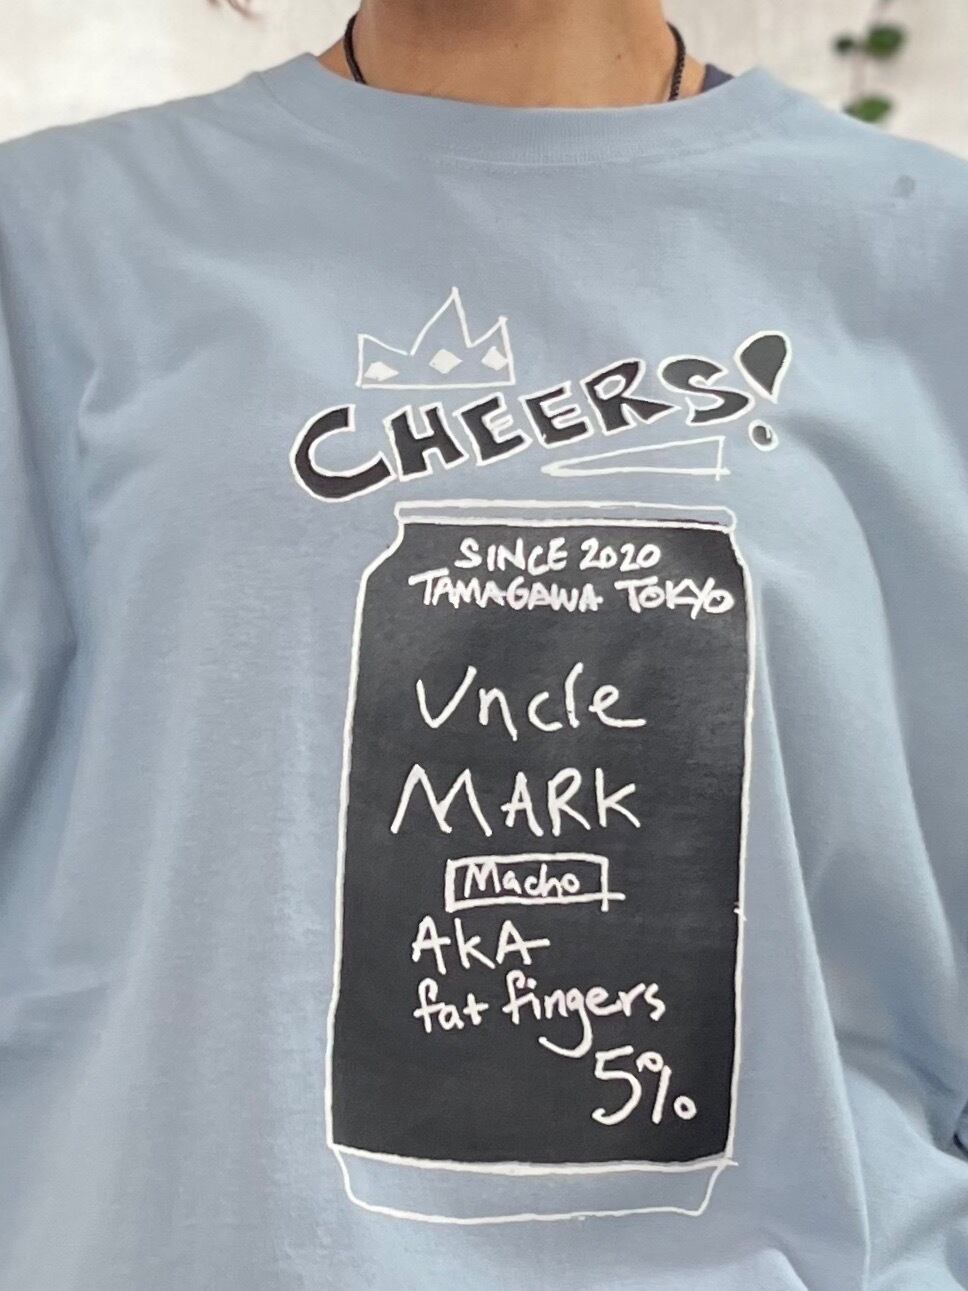 CHEERS!
SINCE 2020
TAMAGAWA TOKYO
Uncle
MARK
Macho
AkA
fat fingers
5%